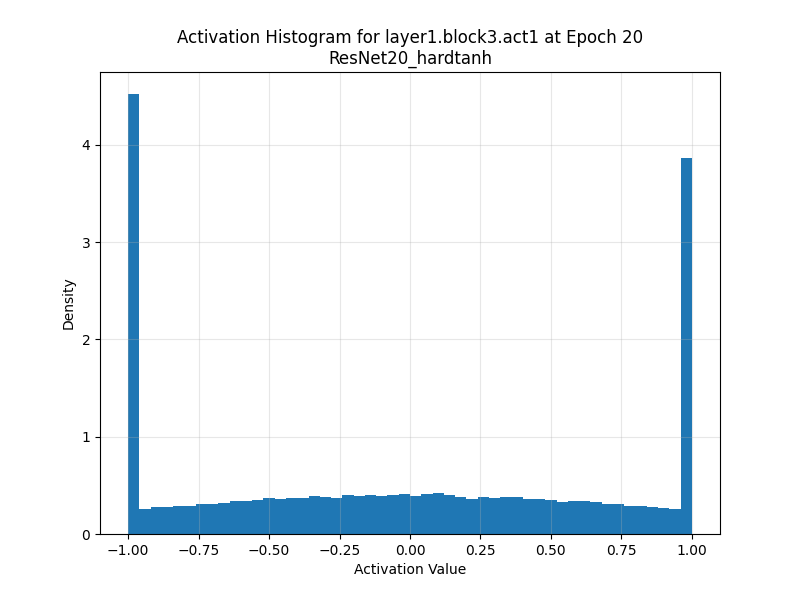 Activation Histogram for layer1.block3.act1 at Epoch 20
ResNet20_hardtanh
4
3
2
1
0
Density
−1.00 −0.75 −0.50 −0.25 0.00 0.25 0.50 0.75 1.00
Activation Value